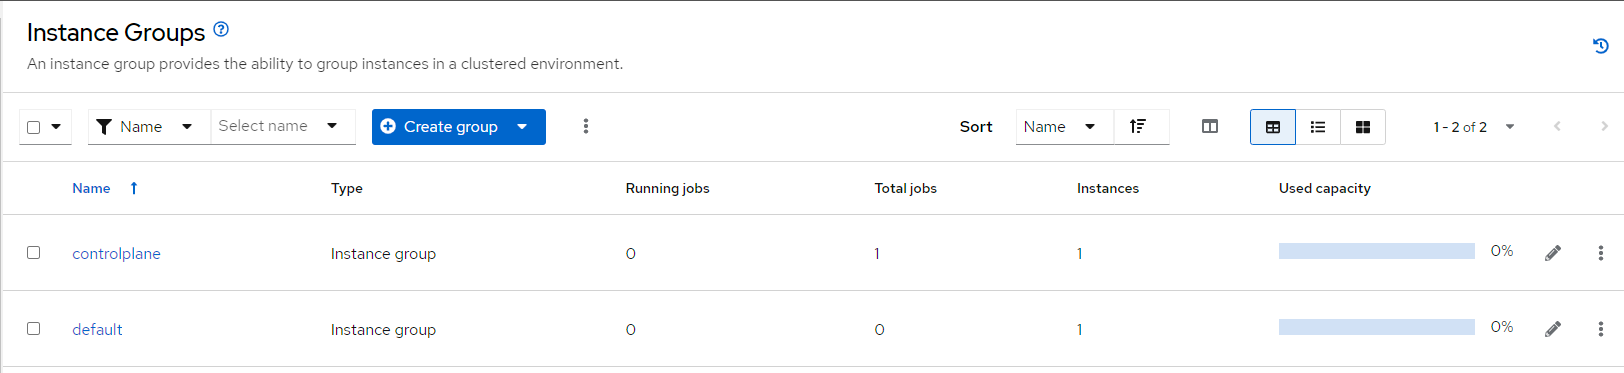 Instance Groups
An instance group provides the ability to group instances in a clustered environment.
Name Select name Create group Sort Name 1 - 2 of 2
Name Type Running jobs Total jobs Instances Used capacity
controlplane Instance group 0 1 1 0%
default Instance group 0 0 1 0%